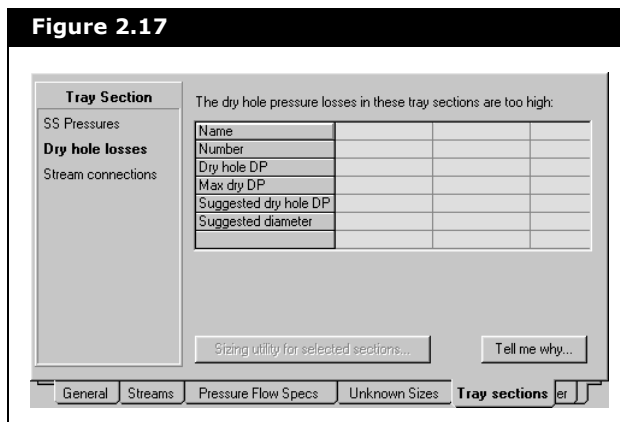 Figure 2.17
Tray Section
SS Pressures
Dry hole losses
Stream connections
The dry hole pressure losses in these tray sections are too high:
Name
Number
Dry hole DP
Max dry DP
Suggested dry hole DP
Suggested diameter
Sizing utility for selected sections...
Tell me why...
General Streams Pressure Flow Specs Unknown Sizes Tray sections er